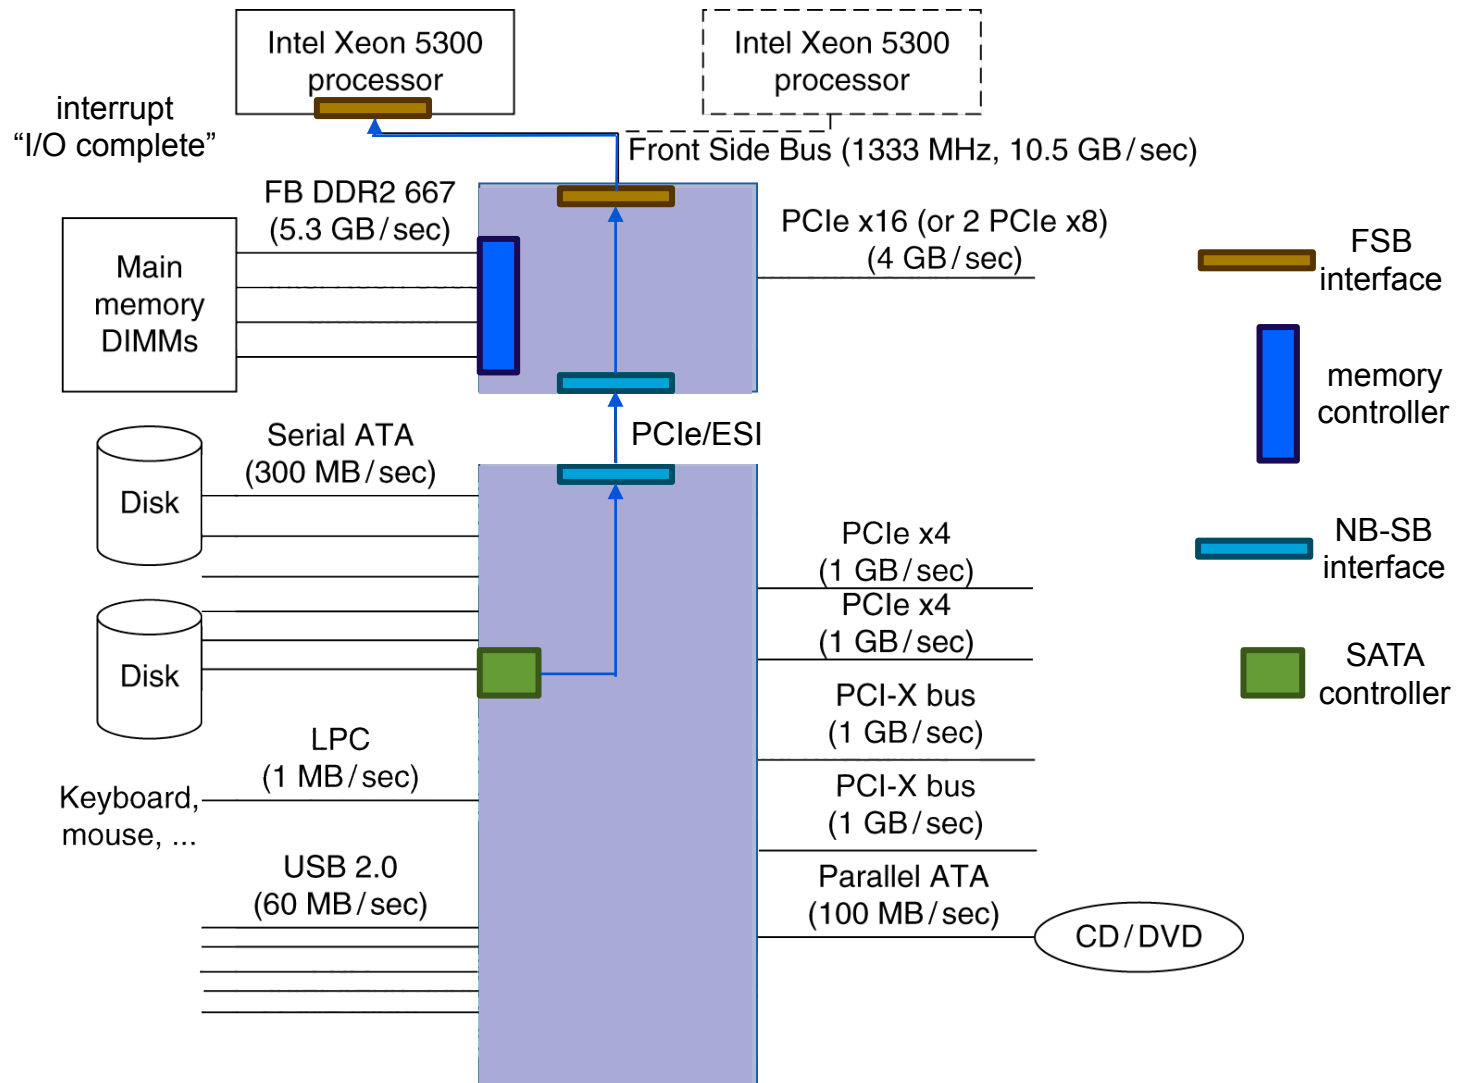 Intel Xeon 5300
processor
Intel Xeon 5300
processor
interrupt
“I/O complete”
Front Side Bus (1333 MHz, 10.5 GB/sec)
FB DDR2 667
(5.3 GB/sec)
Main
memory
DIMMs
PCIe x16 (or 2 PCIe x8)
(4 GB/sec)
FSB
interface
memory
controller
Serial ATA
(300 MB/sec)
PCIe/ESI
Disk
NB-SB
interface
PCIe x4
(1 GB/sec)
PCIe x4
(1 GB/sec)
Disk
SATA
controller
PCI-X bus
(1 GB/sec)
LPC
(1 MB/sec)
Keyboard,
mouse, ...
PCI-X bus
(1 GB/sec)
USB 2.0
(60 MB/sec)
Parallel ATA
(100 MB/sec)
CD/DVD